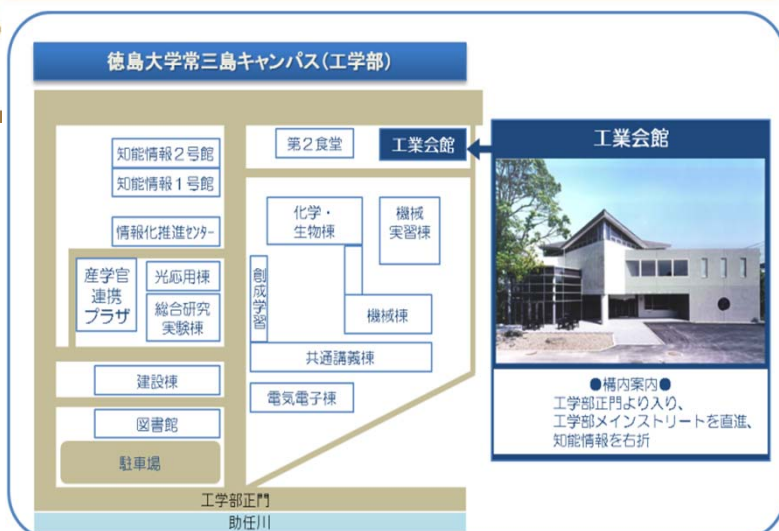 徳島大学常三島キャンパス(工学部)
知能情報2号館
知能情報1号館
情報化推進センター
産学官
連携
プラザ
光応用棟
総合研究
実験棟
建設棟
図書館
駐車場
第2食堂
工業会館
化学・
生物棟
機械
実習棟
創成学習
機械棟
共通講義棟
電気電子棟
工学部正門
助任川
工業会館
●構内案内●
工学部正門より入り、
工学部メインストリートを直進、
知能情報を右折